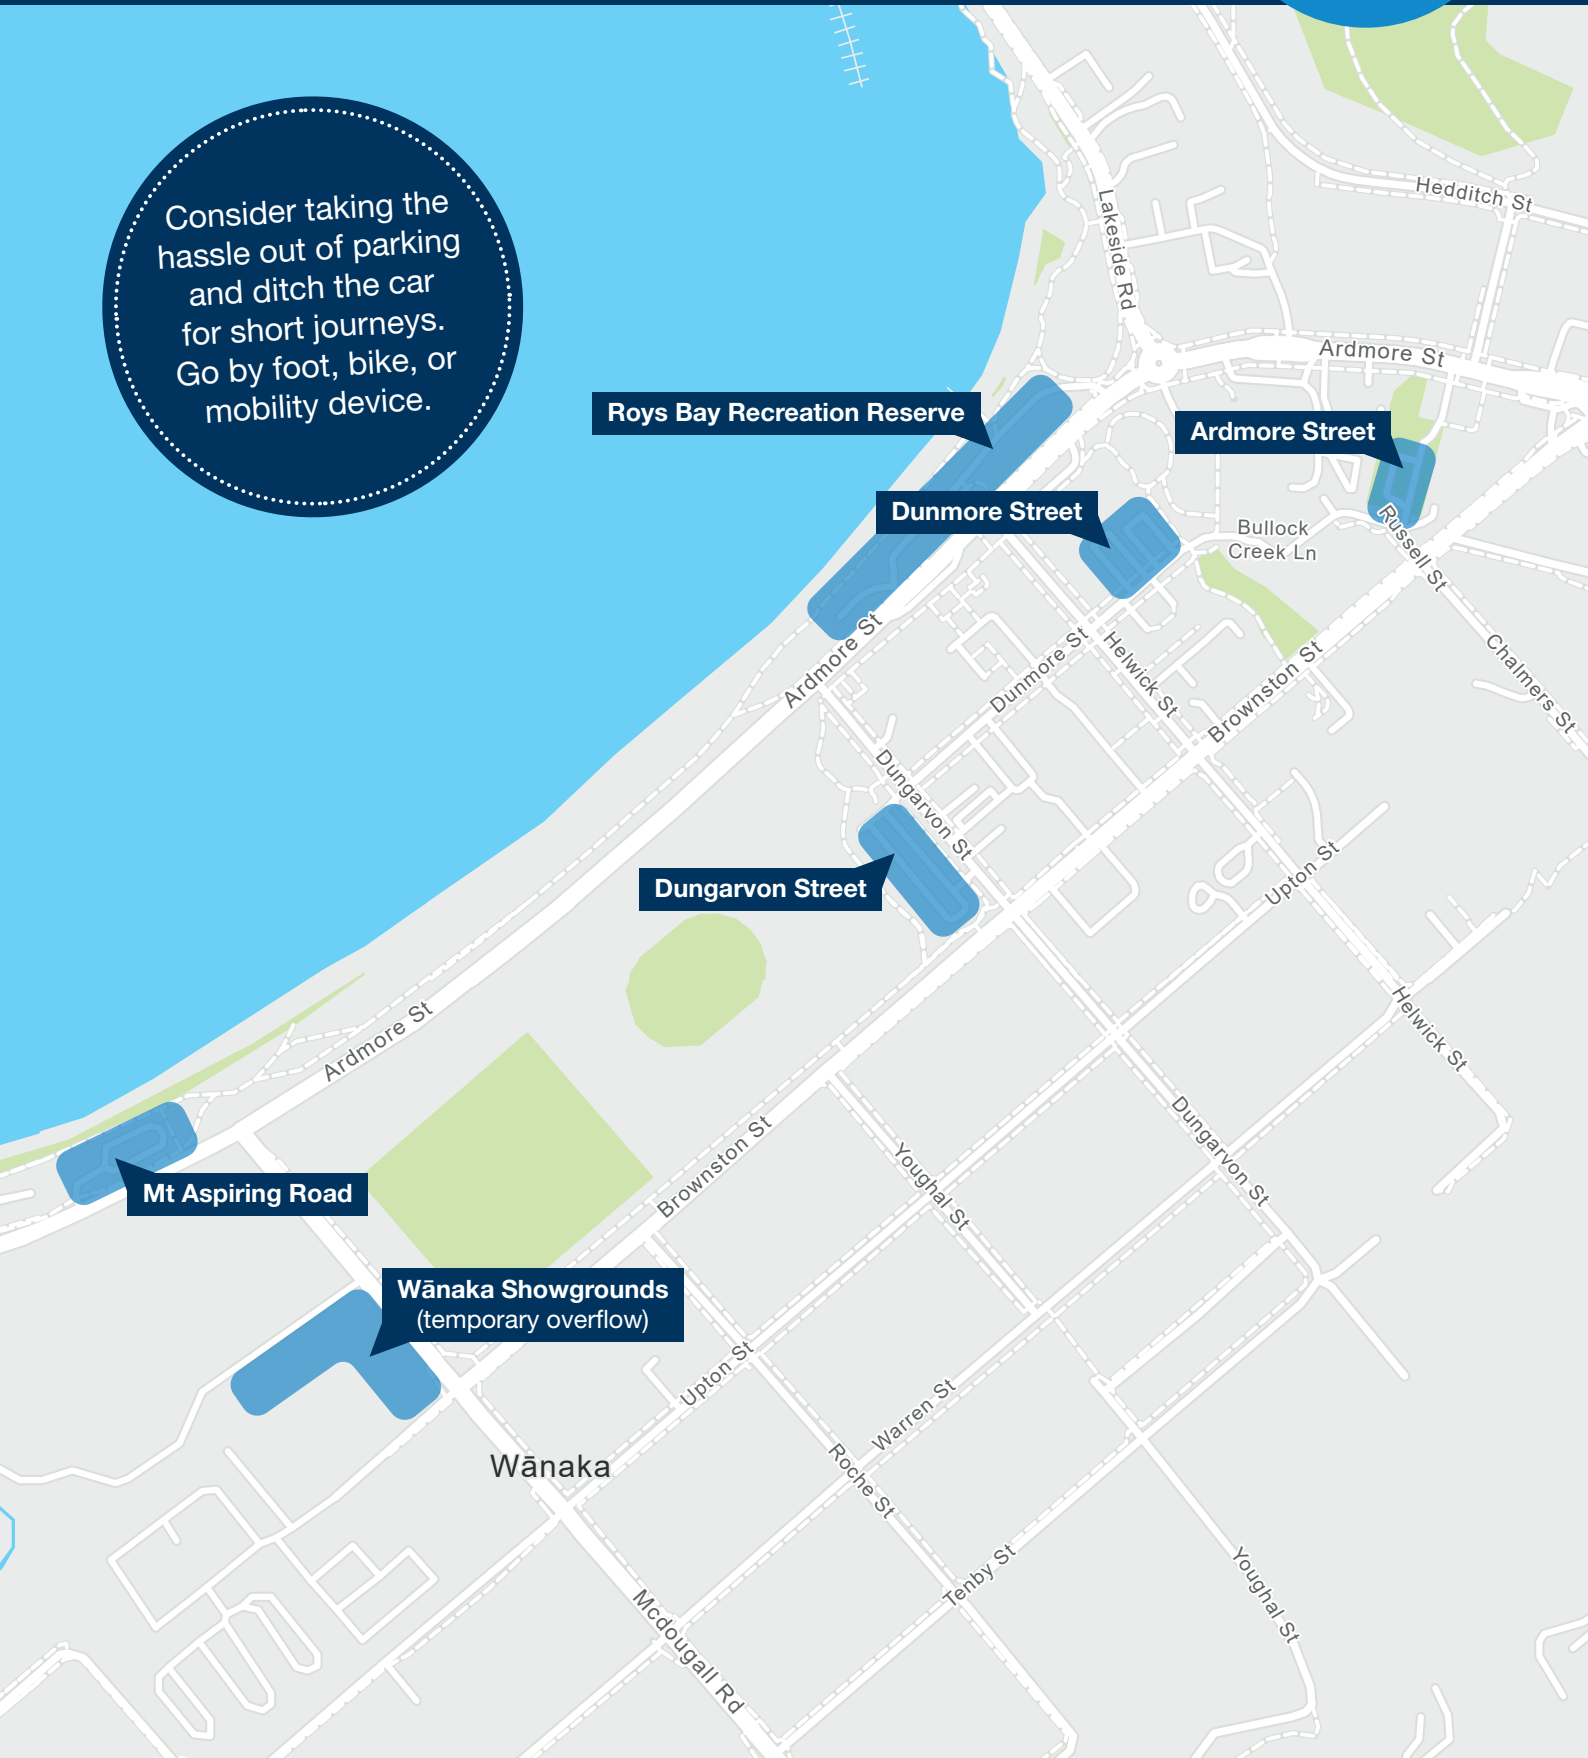 Consider taking the
hassle out of parking
and ditch the car
for short journeys.
Go by foot, bike, or
mobility device.
Hedditch St
Lakeside Rd
Ardmore St
Roys Bay Recreation Reserve
Ardmore Street
Dunmore Street
Bullock
Creek Ln
Russell St
Ardmore St
Dunmore St
Helwick St
Brownston St
Chalmers St
Dungarvon St
Dungarvon Street
Upton St
Ardmore St
Helwick St
Mt Aspiring Road
Brownston St
Youghal St
Dungarvon St
Wānaka Showgrounds
(temporary overflow)
Upton St
Warren St
Wānaka
Roche St
Tenby St
Youghal St
Mcdougall Rd